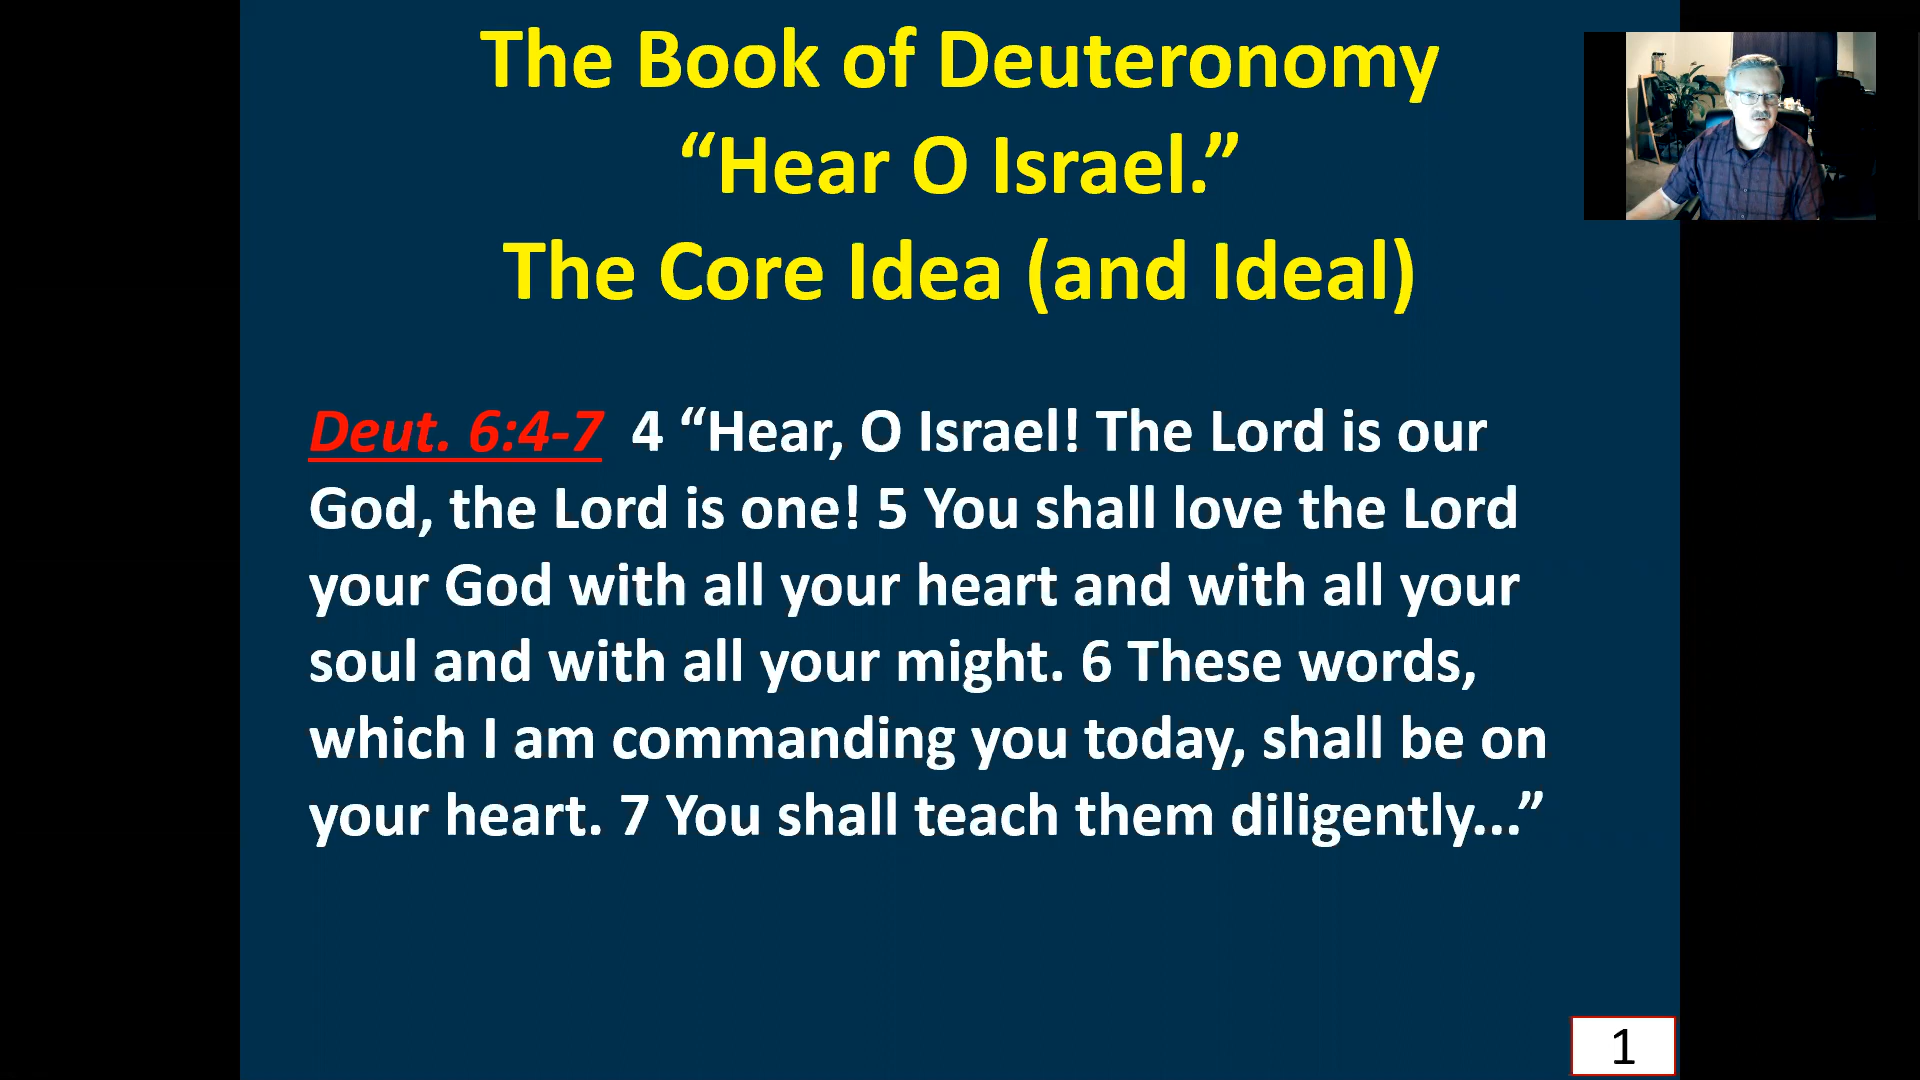 The Book of Deuteronomy
“Hear O Israel.”
The Core Idea (and Ideal)
Deut. 6:4-7 4 “Hear, O Israel! The Lord is our
God, the Lord is one! 5 You shall love the Lord
your God with all your heart and with all your
soul and with all your might. 6 These words,
which I am commanding you today, shall be on
your heart. 7 You shall teach them diligently...”
1